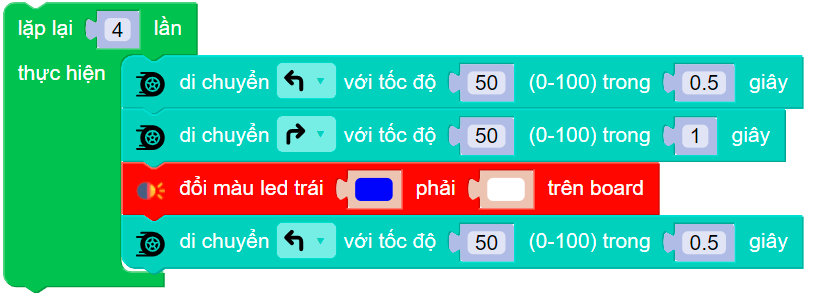 lặp lại 4 lần
thực hiện
di chuyển với tốc độ 50 (0-100) trong 0.5 giây
di chuyển với tốc độ 50 (0-100) trong 1 giây
đổi màu led trái phải trên board
di chuyển với tốc độ 50 (0-100) trong 0.5 giây